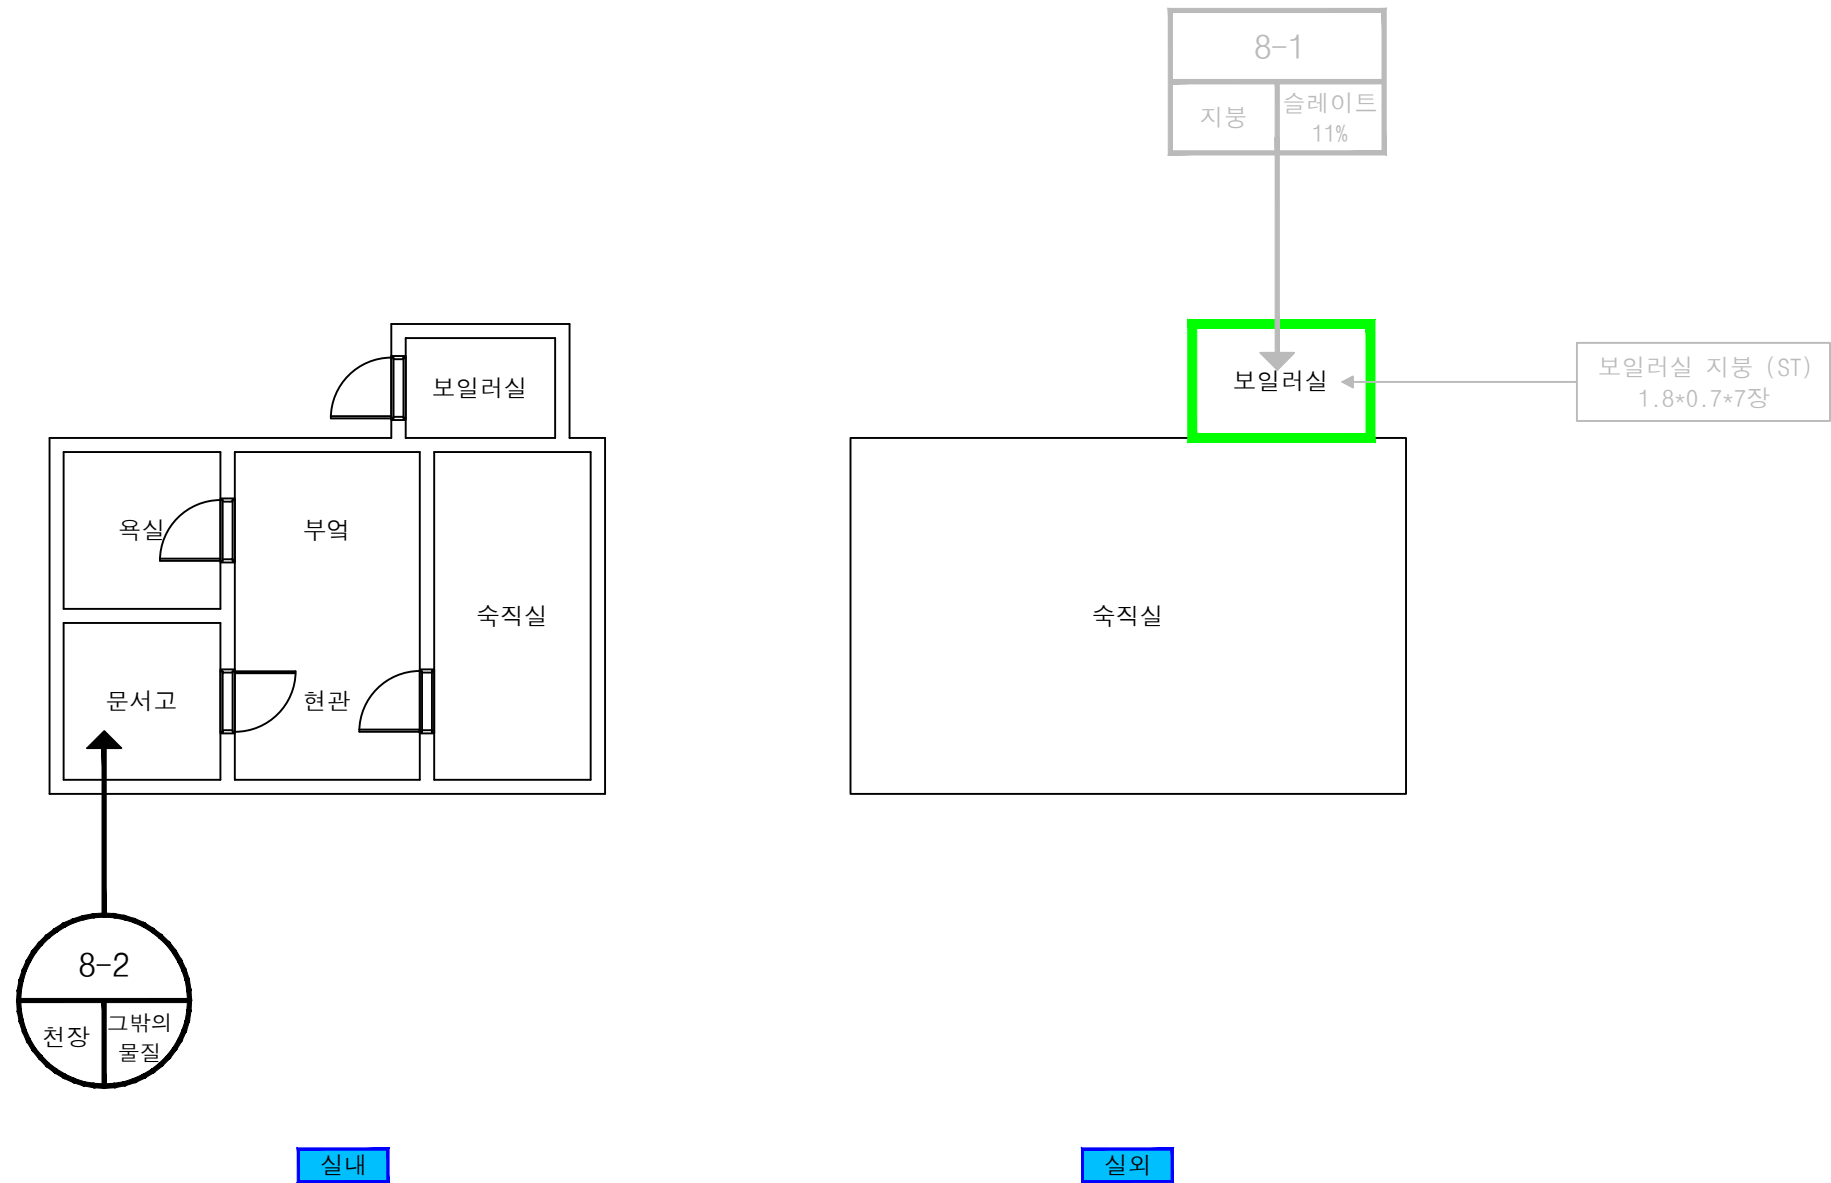 8-1
지붕
슬레이트
11%
보일러실
보일러실
보일러실 지붕 (ST)
1.8*0.7*7장
욕실
부엌
숙직실
숙직실
문서고
현관
8-2
천장
그밖의
물질
실내
실외